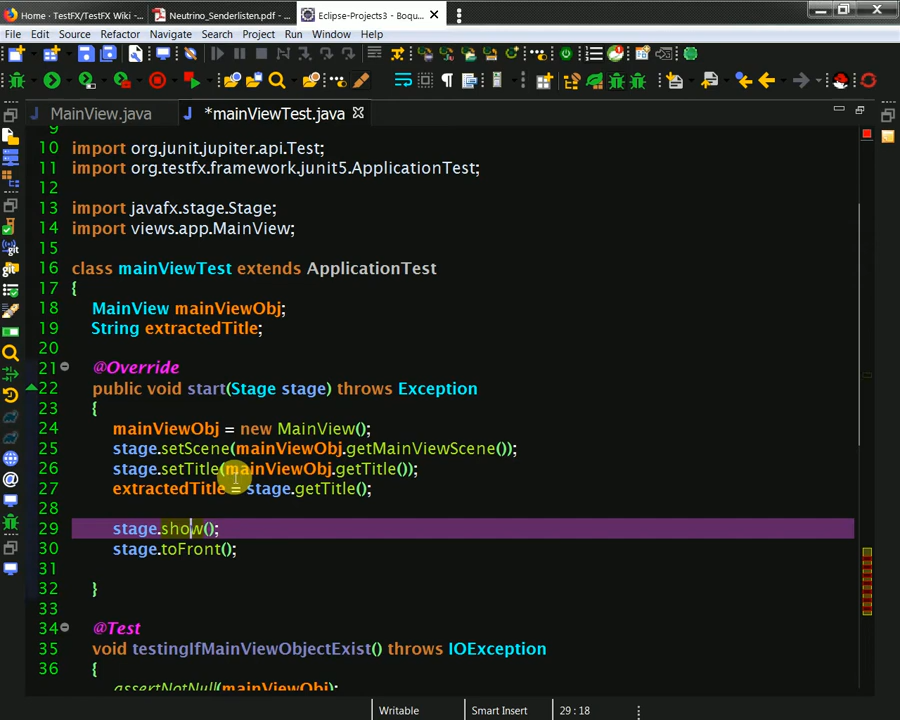 Home · TestFX/TestFX Wiki -...
Neutrino_Senderlisten.pdf - ...
Eclipse-Projects3 - Boqu...
File Edit Source Refactor Navigate Search Project Run Window Help
MainView.java
*mainViewTest.java
9
10 import org.junit.jupiter.api.Test;
11 import org.testfx.framework.junit5.ApplicationTest;
12
13 import javafx.stage.Stage;
14 import views.app.MainView;
15
16 class mainViewTest extends ApplicationTest
17 {
18 MainView mainViewObj;
19 String extractedTitle;
20
21 @Override
22 public void start(Stage stage) throws Exception
23 {
24 mainViewObj = new MainView();
25 stage.setScene(mainViewObj.getMainViewScene());
26 stage.setTitle(mainViewObj.getTitle());
27 extractedTitle = stage.getTitle();
28
29 stage.show();
30 stage.toFront();
31
32 }
33
34 @Test
35 void testingIfMainViewObjectExist() throws IOException
36 {
assertNotNull(mainViewObj);
Writable Smart Insert 29 : 18